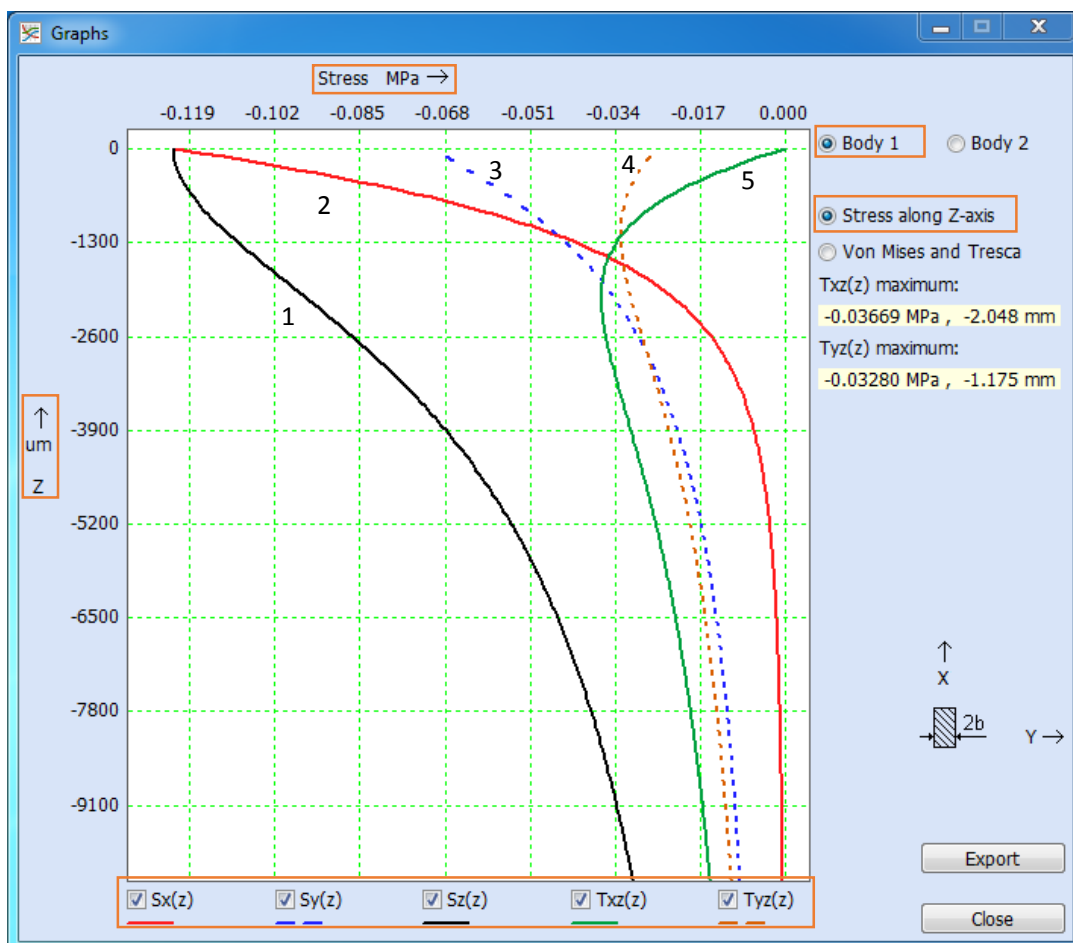 Graphs
Stress MPa →
-0.119 -0.102 -0.085 -0.068 -0.051 -0.034 -0.017 0.000
0
-1300
-2600
-3900
-5200
-6500
-7800
-9100
↑
um
Z
1
2
3
4
5
Body 1 Body 2
Stress along Z-axis
Von Mises and Tresca
Txz(z) maximum:
-0.03669 MPa , -2.048 mm
Tyz(z) maximum:
-0.03280 MPa , -1.175 mm
↑
X
2b
Y →
Export
Close
Sx(z) Sy(z) Sz(z) Txz(z) Tyz(z)